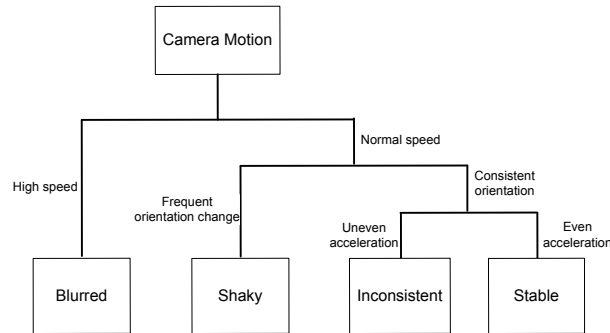 Camera Motion
Normal speed
High speed
Consistent
orientation
Frequent
orientation change
Uneven
acceleration
Even
acceleration
Blurred
Shaky
Inconsistent
Stable